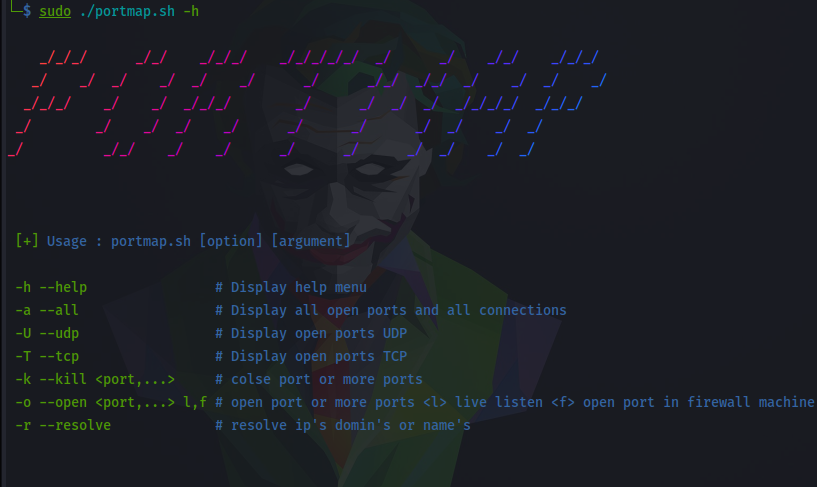 └─$ sudo ./portmap.sh -h
PORTMAP
[+] Usage : portmap.sh [option] [argument]
-h --help # Display help menu
-a --all # Display all open ports and all connections
-U --udp # Display open ports UDP
-T --tcp # Display open ports TCP
-k --kill <port,...> # colse port or more ports
-o --open <port,...> l,f # open port or more ports <l> live listen <f> open port in firewall machine
-r --resolve # resolve ip's domin's or name's